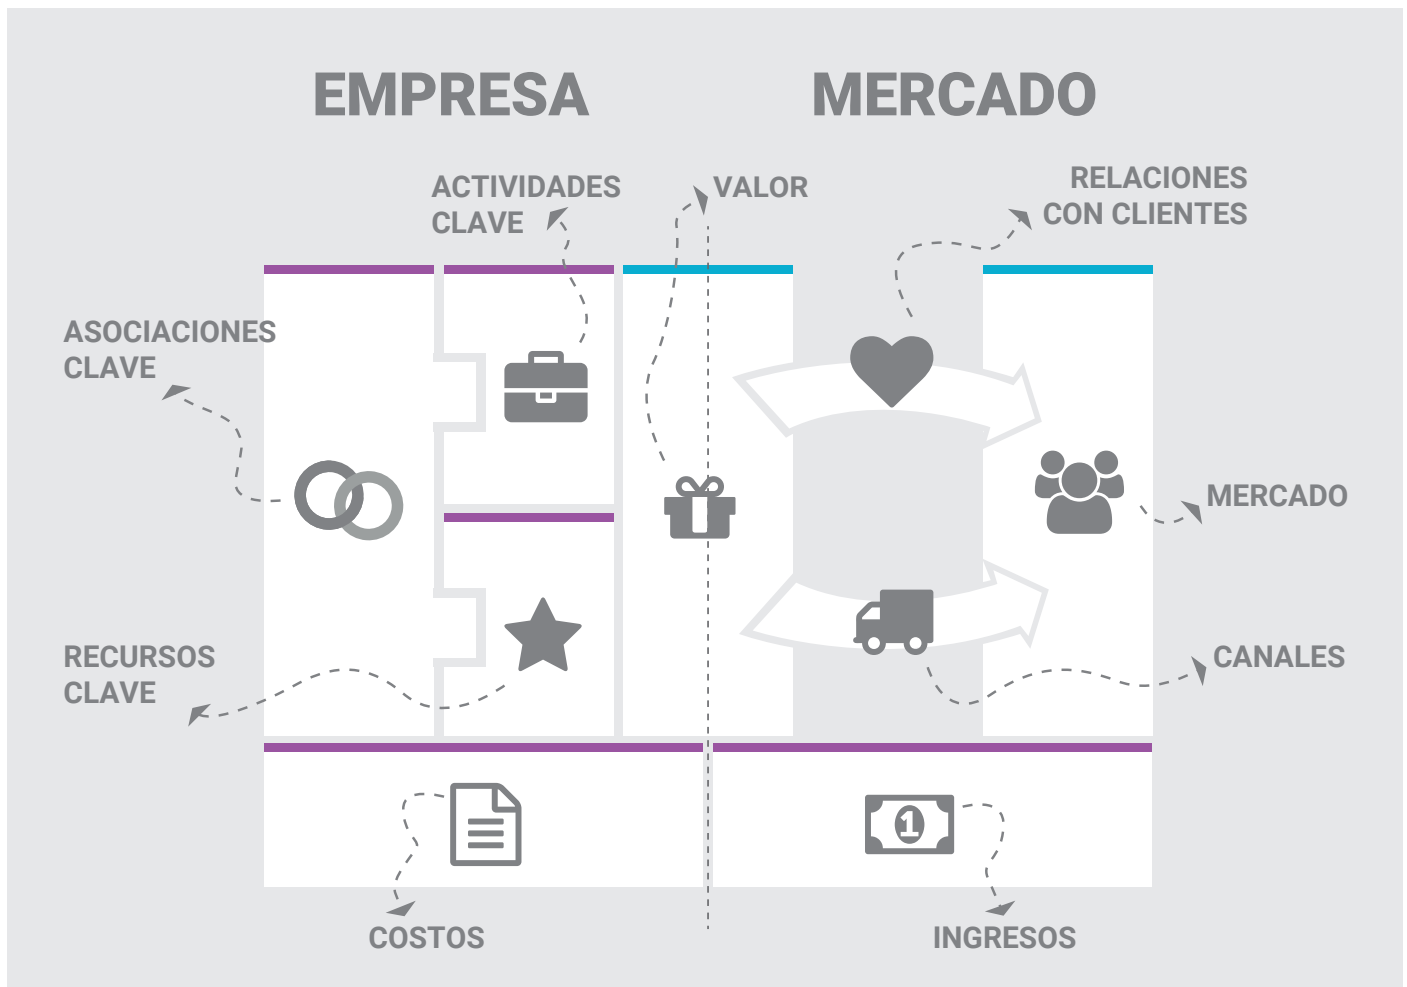 EMPRESA
MERCADO
ACTIVIDADES
CLAVE
VALOR
RELACIONES
CON CLIENTES
ASOCIACIONES
CLAVE
MERCADO
RECURSOS
CLAVE
CANALES
1
COSTOS
INGRESOS